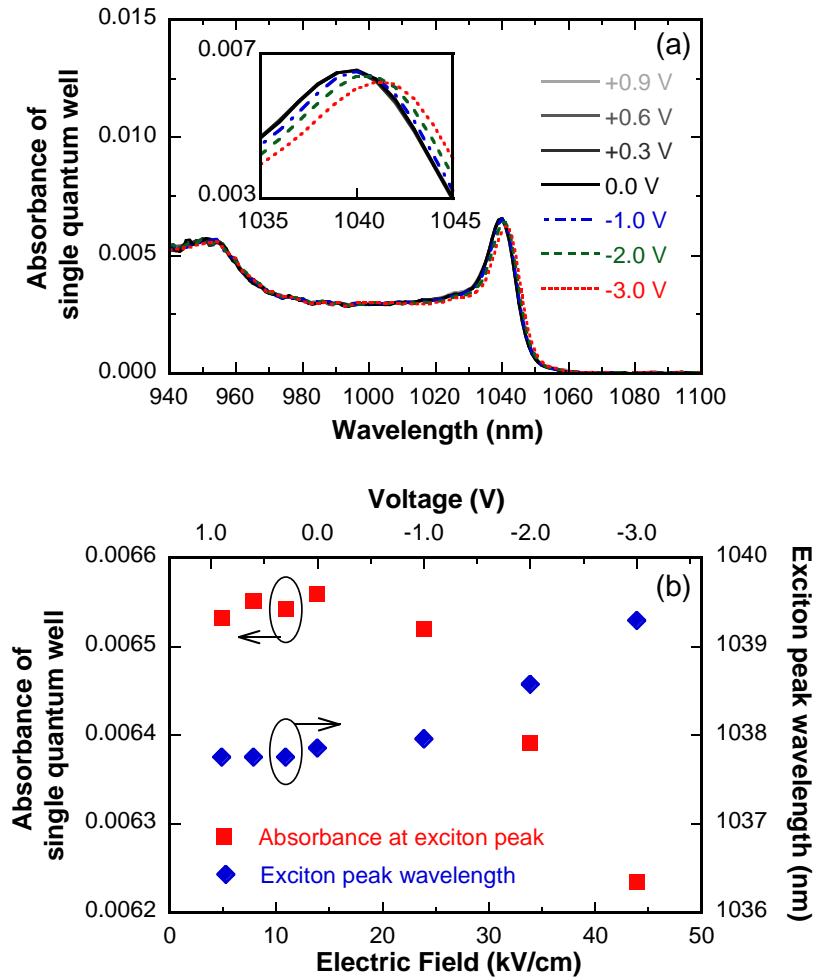 (a)
0.015
0.010
0.005
0.000
Absorbance of
single quantum well
0.007
0.003
1035
1040
1045
+0.9 V
+0.6 V
+0.3 V
0.0 V
-1.0 V
-2.0 V
-3.0 V
940 960 980 1000 1020 1040 1060 1080 1100
Wavelength (nm)
Voltage (V)
1.0 0.0 -1.0 -2.0 -3.0
(b)
0.0066
0.0065
0.0064
0.0063
0.0062
Absorbance of
single quantum well
1040
1039
1038
1037
1036
Exciton peak wavelength
(nm)
Absorbance at exciton peak
Exciton peak wavelength
0 10 20 30 40 50
Electric Field (kV/cm)